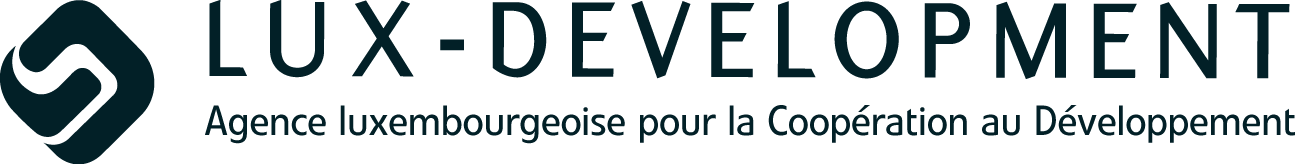 LUX-DEVELOPMENT
Agence luxembourgeoise pour la Coopération au Développement